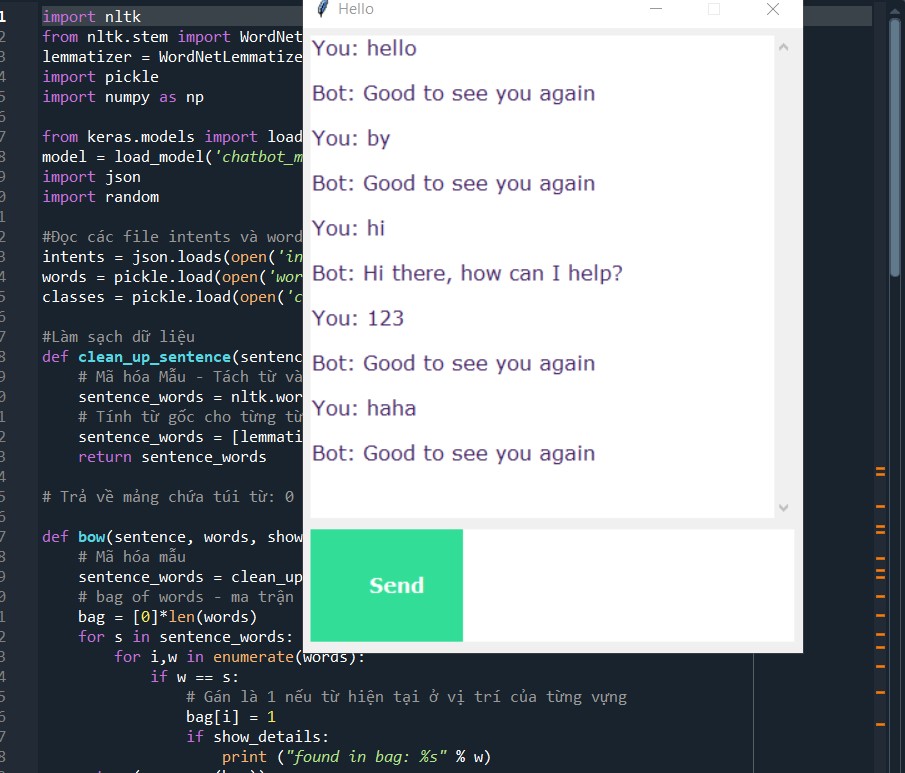 Hello
You: hello
Bot: Good to see you again
You: by
Bot: Good to see you again
You: hi
Bot: Hi there, how can I help?
You: 123
Bot: Good to see you again
You: haha
Bot: Good to see you again
Send
1 import nltk
2 from nltk.stem import WordNet
3 lemmatizer = WordNetLemmatize
4 import pickle
5 import numpy as np
6
7 from keras.models import load
8 model = load_model('chatbot_m
9 import json
0 import random
1
2 #Đọc các file intents và word
3 intents = json.loads(open('in
4 words = pickle.load(open('wor
5 classes = pickle.load(open('c
6
7 #Làm sạch dữ liệu
8 def clean_up_sentence(sentenc
9 # Mã hóa Mẫu - Tách từ và
0 sentence_words = nltk.wor
1 # Tính từ gốc cho từng từ
2 sentence_words = [lemmati
3 return sentence_words
4
5 # Trả về mảng chứa túi từ: 0
6
7 def bow(sentence, words, show
8 # Mã hóa mẫu
9 sentence_words = clean_up
0 # bag of words - ma trận
1 bag = [0]*len(words)
2 for s in sentence_words:
3 for i,w in enumerate(words):
4 if w == s:
5 # Gán là 1 nếu từ hiện tại ở vị trí của từng vựng
6 bag[i] = 1
7 if show_details:
8 print ("found in bag: %s" % w)